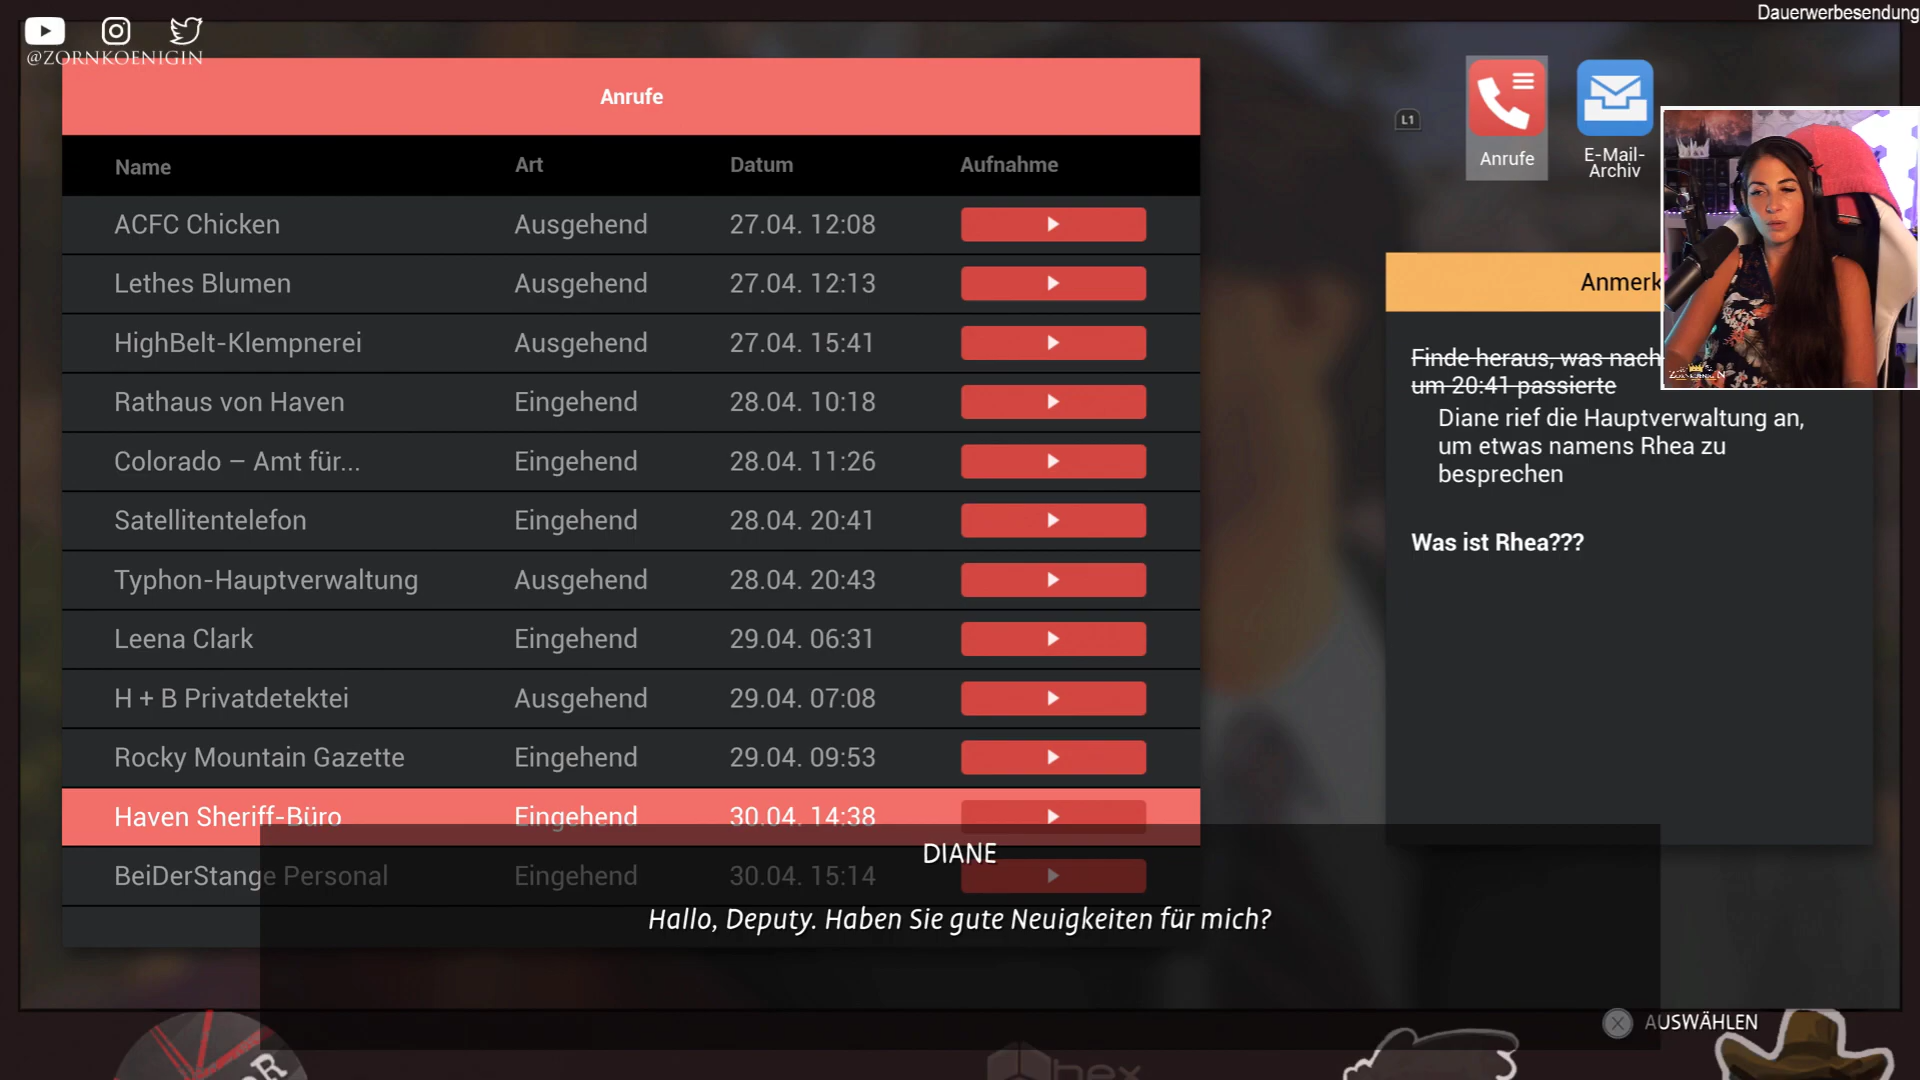 Dauerwerbesendung
@ZORNKOENIGIN
Anrufe
Name Art Datum Aufnahme
ACFC Chicken Ausgehend 27.04. 12:08
Lethes Blumen Ausgehend 27.04. 12:13
HighBelt-Klempnerei Ausgehend 27.04. 15:41
Rathaus von Haven Eingehend 28.04. 10:18
Colorado – Amt für... Eingehend 28.04. 11:26
Satellitentelefon Eingehend 28.04. 20:41
Typhon-Hauptverwaltung Ausgehend 28.04. 20:43
Leena Clark Eingehend 29.04. 06:31
H + B Privatdetektei Ausgehend 29.04. 07:08
Rocky Mountain Gazette Eingehend 29.04. 09:53
Haven Sheriff-Büro Eingehend 30.04. 14:38
BeiDerStange Personal Eingehend 30.04. 15:14
L1
Anrufe
E-Mail-
Archiv
Anmerk
Finde heraus, was nach
um 20:41 passierte
Diane rief die Hauptverwaltung an,
um etwas namens Rhea zu
besprechen
Was ist Rhea???
DIANE
Hallo, Deputy. Haben Sie gute Neuigkeiten für mich?
AUSWÄHLEN
hex